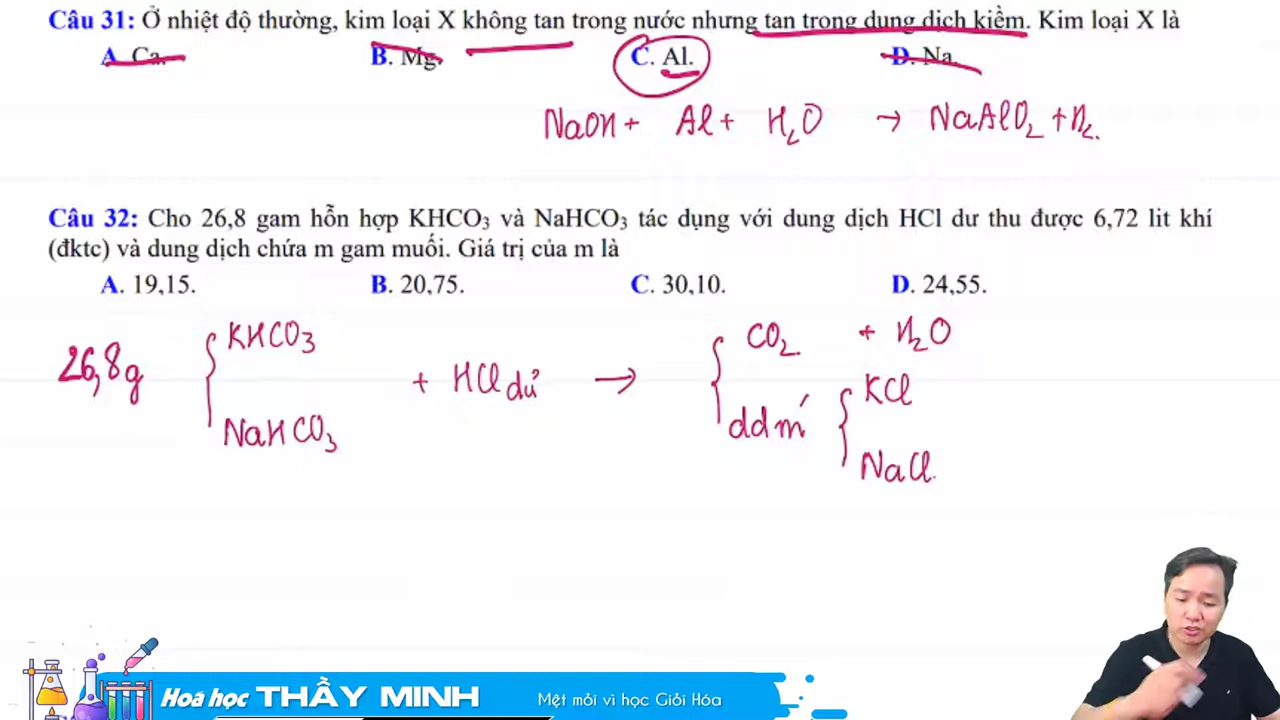 Câu 31: Ở nhiệt độ thường, kim loại X không tan trong nước nhưng tan trong dung dịch kiềm. Kim loại X là
A. Ca. B. Mg. C. Al. D. Na.
NaOH + Al + H₂O → NaAlO₂ + H₂.
Câu 32: Cho 26,8 gam hỗn hợp KHCO₃ và NaHCO₃ tác dụng với dung dịch HCl dư thu được 6,72 lit khí
(đktc) và dung dịch chứa m gam muối. Giá trị của m là
A. 19,15. B. 20,75. C. 30,10. D. 24,55.
KHCO₃ CO₂ + H₂O
26,8g + HCl dư → KCl
NaHCO₃ ddm'
NaCl.
Hoá học THẦY MINH Mệt mỏi vì học Giỏi Hóa